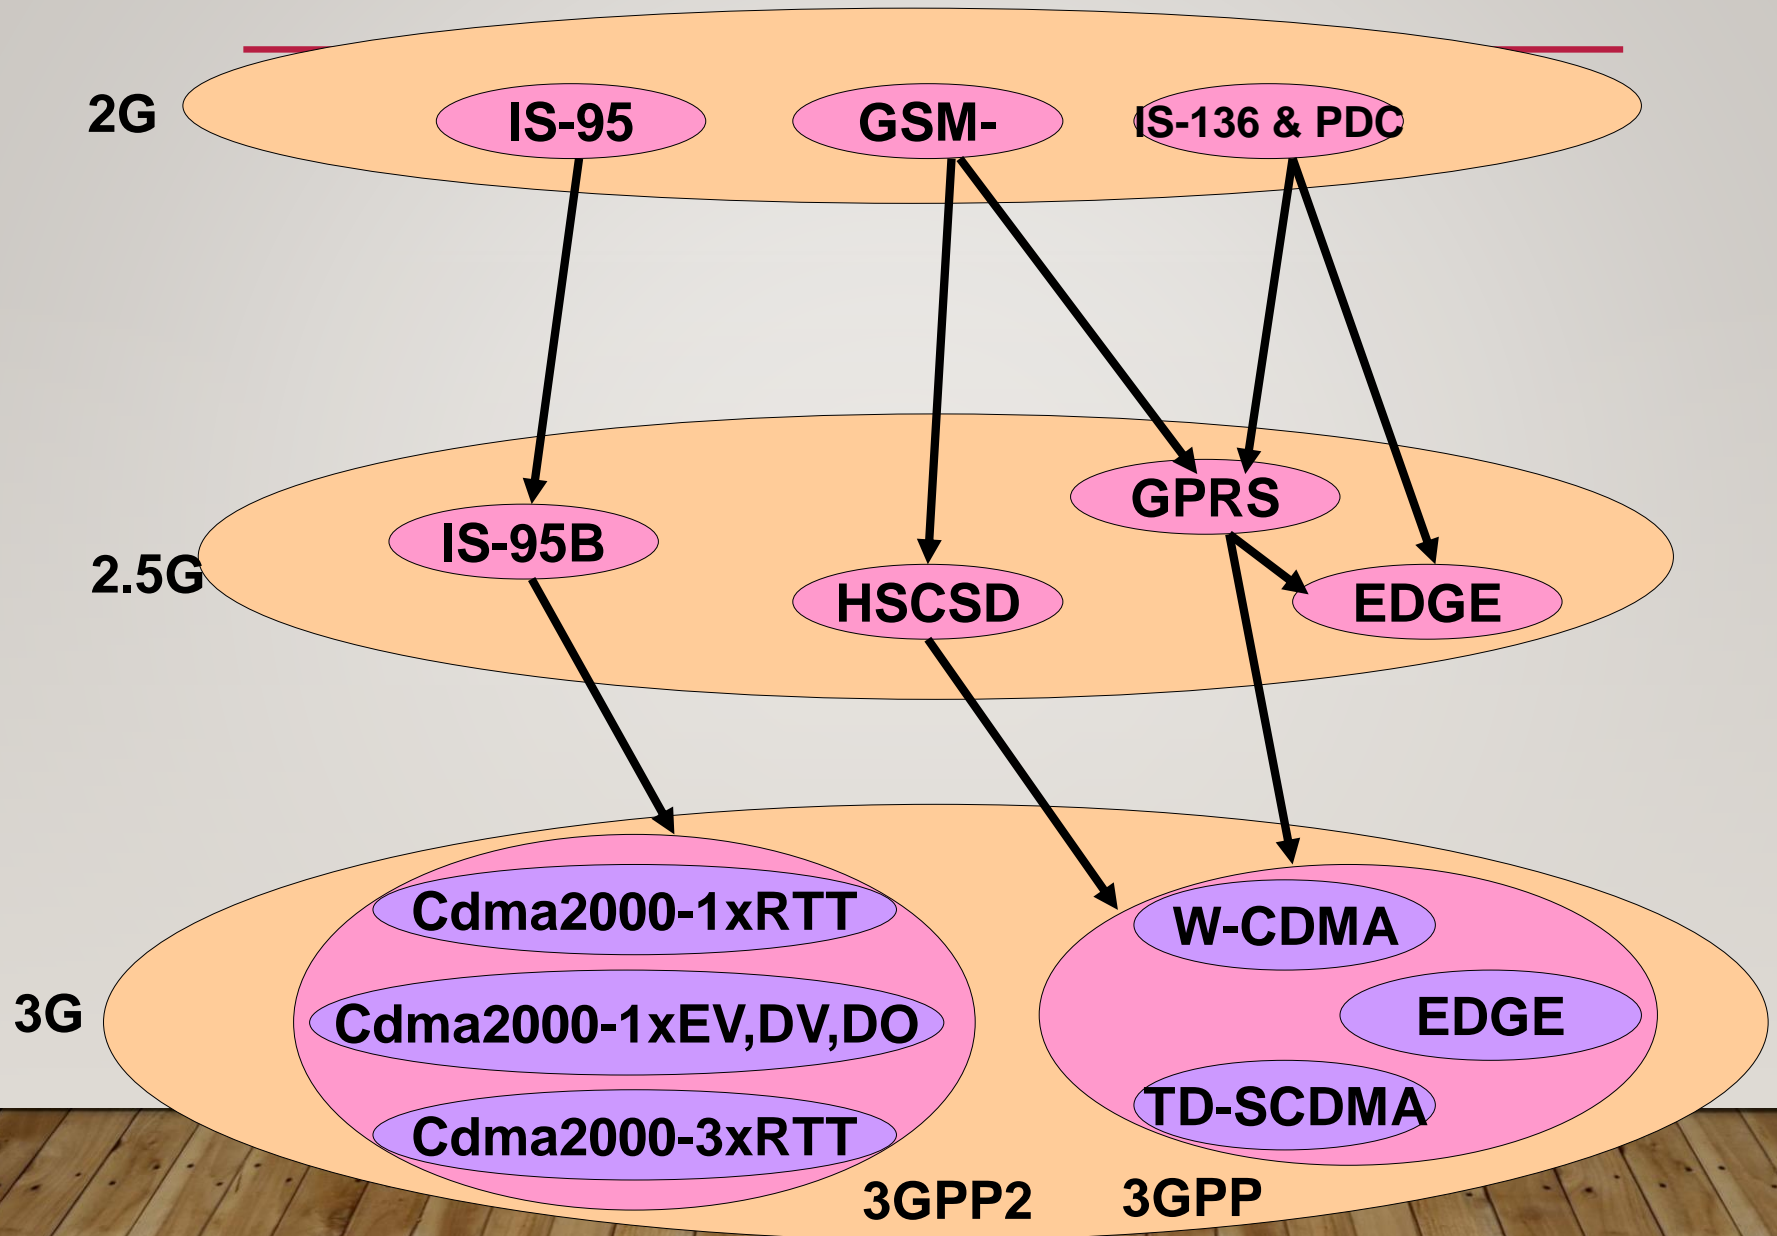 2G
IS-95
GSM-
IS-136 & PDC
2.5G
IS-95B
GPRS
HSCSD
EDGE
3G
Cdma2000-1xRTT
Cdma2000-1xEV,DV,DO
Cdma2000-3xRTT
W-CDMA
EDGE
TD-SCDMA
3GPP2
3GPP